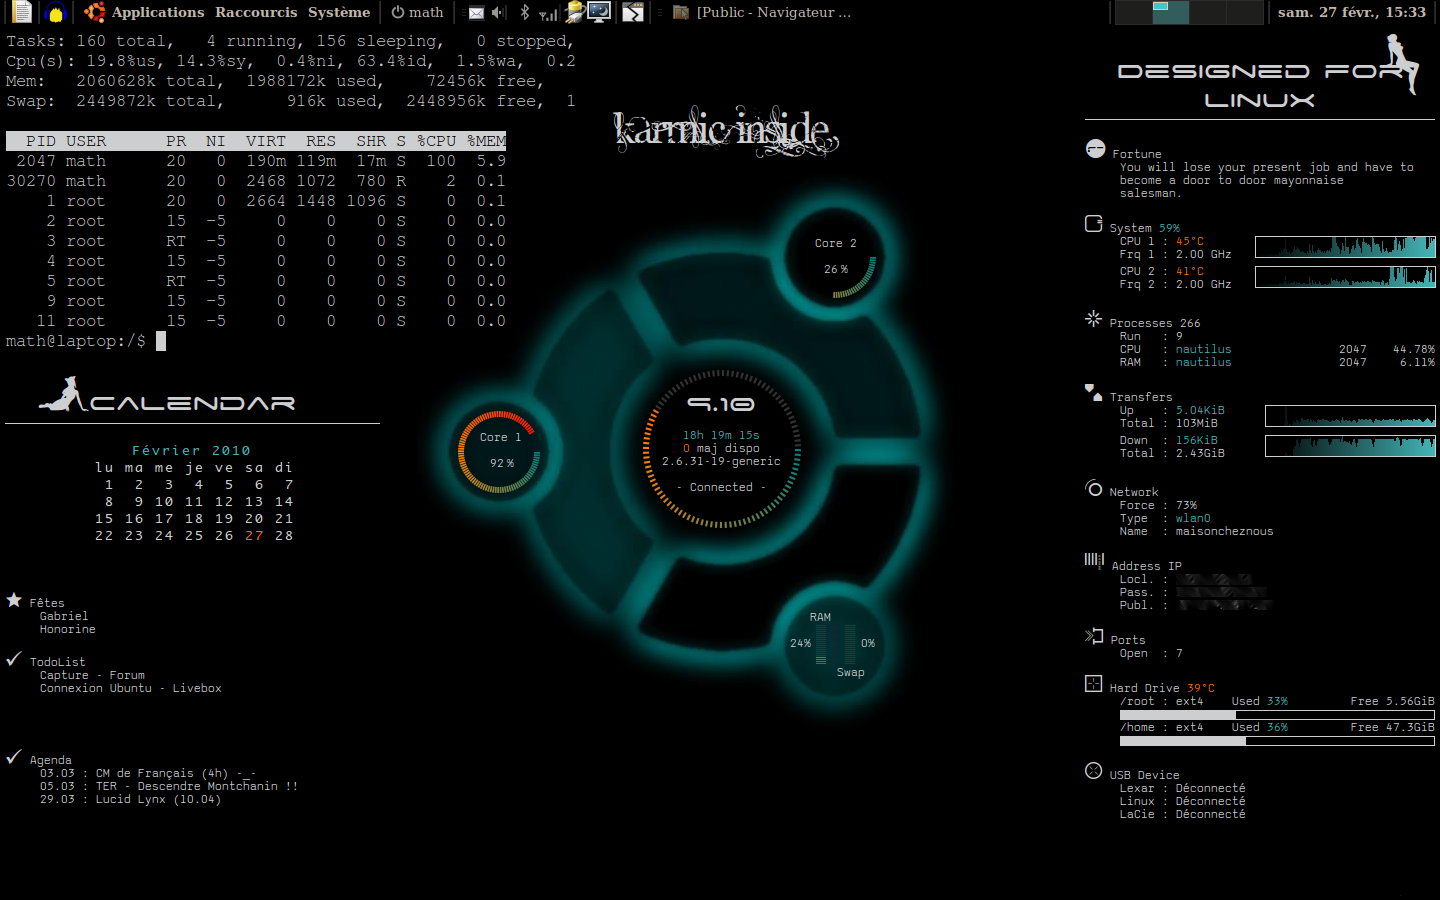 Applications Raccourcis Système math [Public - Navigateur ... sam. 27 févr., 15:33
Tasks: 160 total,   4 running, 156 sleeping,   0 stopped,
Cpu(s): 19.8%us, 14.3%sy,  0.4%ni, 63.4%id,  1.5%wa,  0.2
Mem:   2060628k total,  1988172k used,    72456k free,
Swap:  2449872k total,      916k used,  2448956k free,  1
PID USER      PR  NI  VIRT  RES  SHR S %CPU %MEM
2047 math      20   0  190m 119m  17m S  100  5.9
30270 math      20   0  2468 1072  780 R    2  0.1
1 root      20   0  2664 1448 1096 S    0  0.1
2 root      15  -5     0    0    0 S    0  0.0
3 root      RT  -5     0    0    0 S    0  0.0
4 root      15  -5     0    0    0 S    0  0.0
5 root      RT  -5     0    0    0 S    0  0.0
9 root      15  -5     0    0    0 S    0  0.0
11 root      15  -5     0    0    0 S    0  0.0
math@laptop:/$
CALENDAR
Février 2010
lu ma me je ve sa di
1 2 3 4 5 6 7
8 9 10 11 12 13 14
15 16 17 18 19 20 21
22 23 24 25 26 27 28
Fêtes
Gabriel
Honorine
TodoList
Capture - Forum
Connexion Ubuntu - Livebox
Agenda
03.03 : CM de Français (4h) -_-
05.03 : TER - Descendre Montchanin !!
29.03 : Lucid Lynx (10.04)
karmic inside
Core 2
26%
Core 1
92%
9.10
18h 19m 15s
0 maj dispo
2.6.31-19-generic
- Connected -
RAM
24% 0%
Swap
DESIGNED FOR
LINUX
Fortune
You will lose your present job and have to
become a door to door mayonnaise
salesman.
System 59%
CPU 1 : 45°C
Frq 1 : 2.00 GHz
CPU 2 : 41°C
Frq 2 : 2.00 GHz
Processes 266
Run   : 9
CPU   : nautilus 2047 44.78%
RAM   : nautilus 2047 6.11%
Transfers
Up    : 5.04KiB
Total : 103MiB
Down  : 156KiB
Total : 2.43GiB
Network
Force : 73%
Type  : wlan0
Name  : maisoncheznous
Address IP
Locl. :
Pass. :
Publ. :
Ports
Open  : 7
Hard Drive 39°C
/root : ext4 Used 33% Free 5.56GiB
/home : ext4 Used 36% Free 47.3GiB
USB Device
Lexar : Déconnecté
Linux : Déconnecté
LaCie : Déconnecté